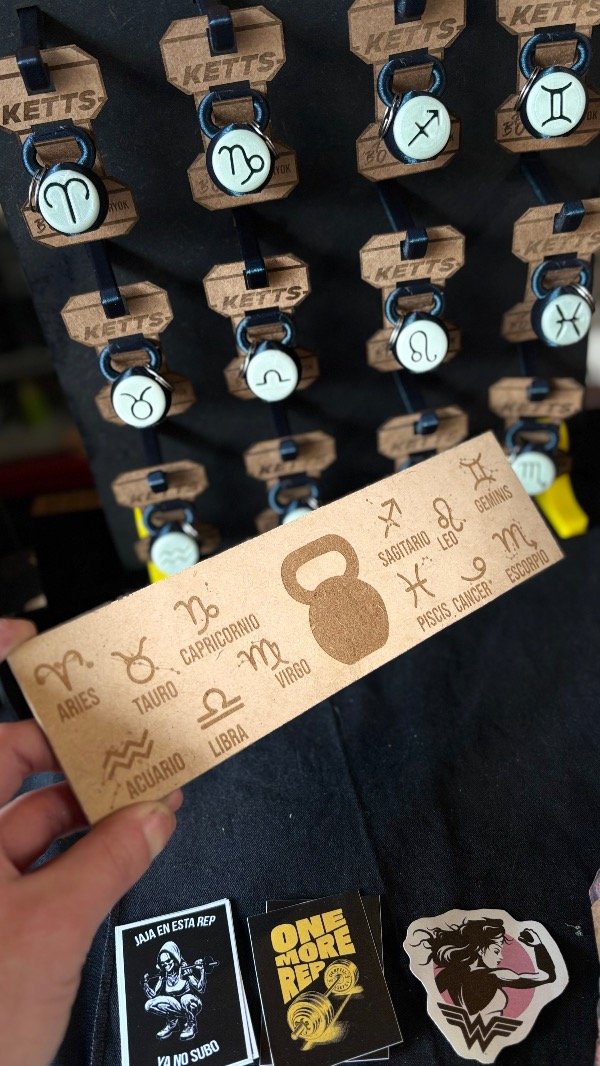 KETTS
KETTS
KETTS
KETTS
KETTS
KETTS
KETTS
KETTS
KETTS
KETTS
KETTS
KETTS
SAGITARIO
LEO
GEMINIS
PISCIS
CANCER
ESCORPIO
ARIES
TAURO
CAPRICORNIO
VIRGO
ACUARIO
LIBRA
JAJA EN ESTA REP
YA NO SUBO
ONE
MORE
REP